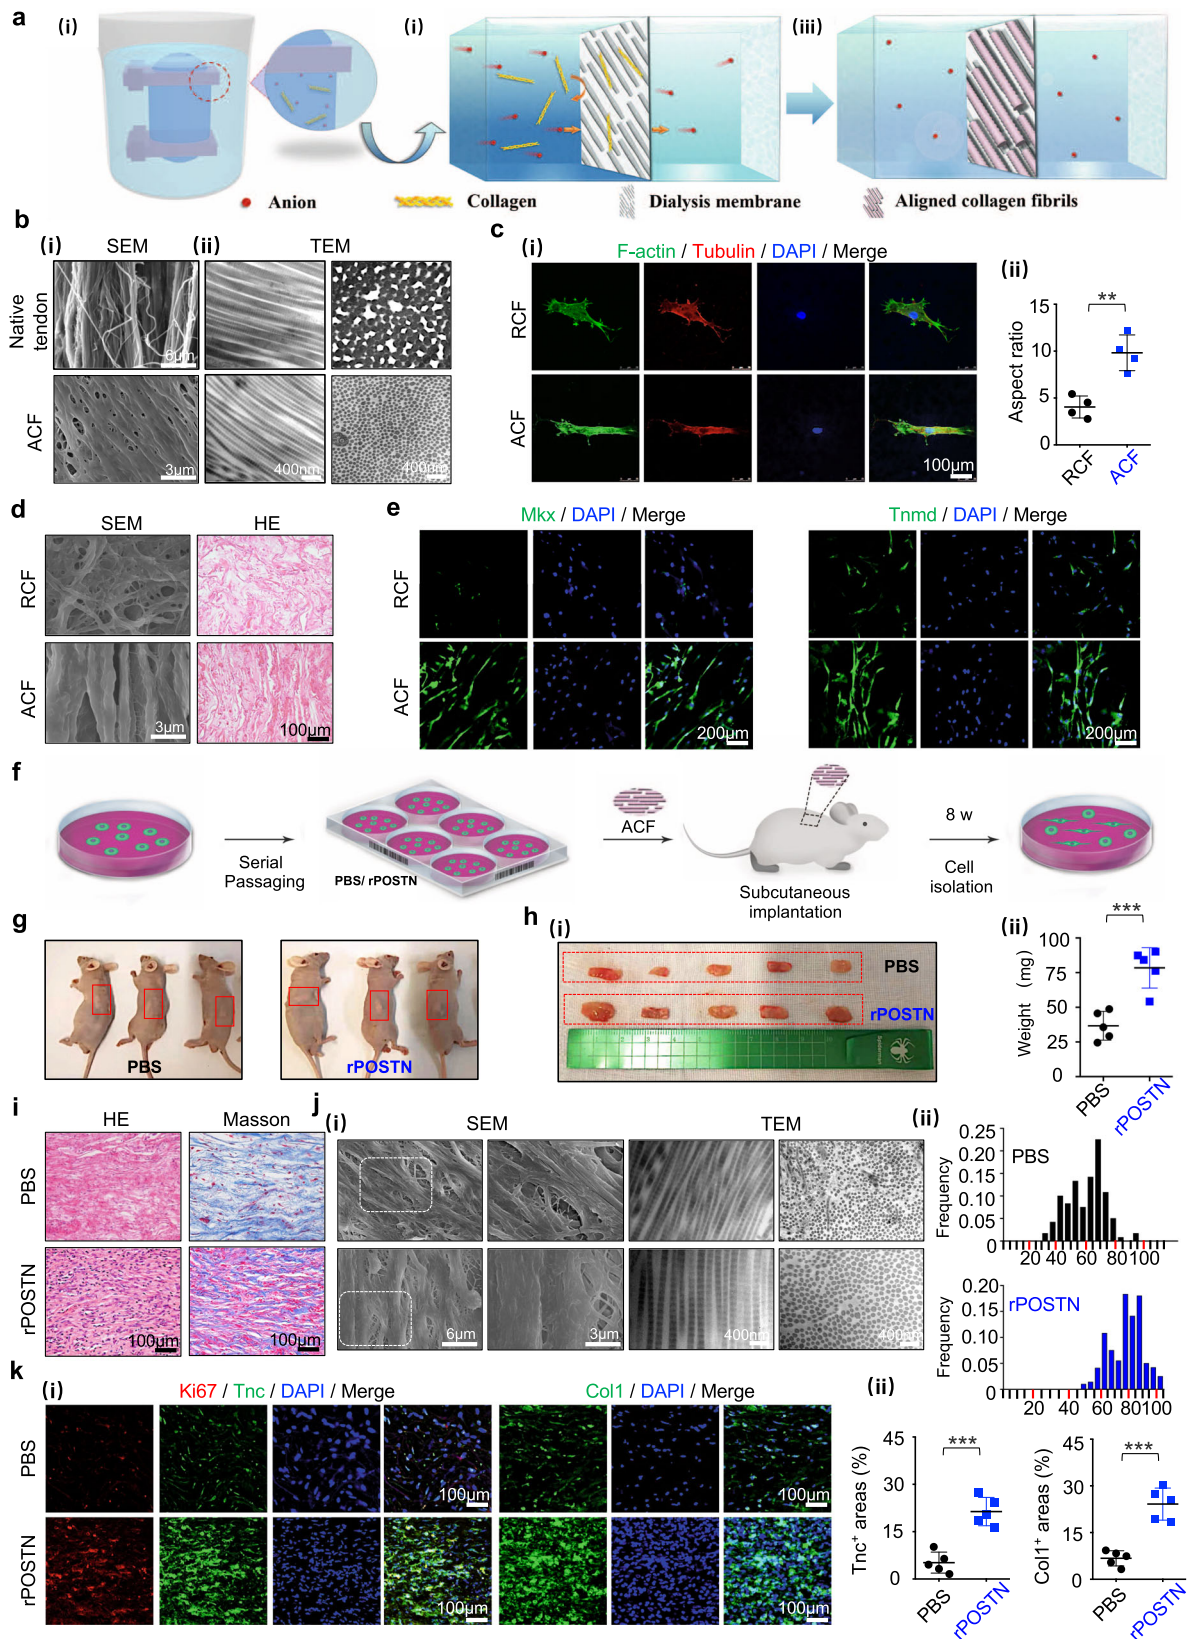 a
(i)
(i)
(iii)
Anion
Collagen
Dialysis membrane
Aligned collagen fibrils
b
(i)
SEM
(ii)
TEM
Native
tendon
6μm
ACF
3μm
400nm
400μm
c
(i)
F-actin / Tubulin / DAPI / Merge
RCF
ACF
100μm
(ii)
Aspect ratio
15
10
5
0
**
RCF
ACF
d
SEM
HE
RCF
ACF
3μm
100μm
e
Mkx / DAPI / Merge
Tnmd / DAPI / Merge
RCF
ACF
200μm
200μm
f
Serial
Passaging
PBS/ rPOSTN
ACF
Subcutaneous
implantation
8 w
Cell
isolation
g
PBS
rPOSTN
h
(i)
PBS
rPOSTN
(ii)
Weight (mg)
100
75
50
25
0
***
PBS
rPOSTN
i
HE
Masson
PBS
rPOSTN
100μm
100μm
j
(i)
SEM
TEM
6μm
3μm
400nm
(ii)
Frequency
0.25
0.20
0.15
0.10
0.05
0
PBS
20
40
60
80
100
Frequency
0.20
0.15
0.10
0.05
0
rPOSTN
20
40
60
80
100
k
(i)
Ki67 / Tnc / DAPI / Merge
Col1 / DAPI / Merge
PBS
rPOSTN
100μm
100μm
100μm
100μm
(ii)
Tnc⁺ areas (%)
45
30
15
0
***
PBS
rPOSTN
Col1⁺ areas (%)
45
30
15
0
***
PBS
rPOSTN